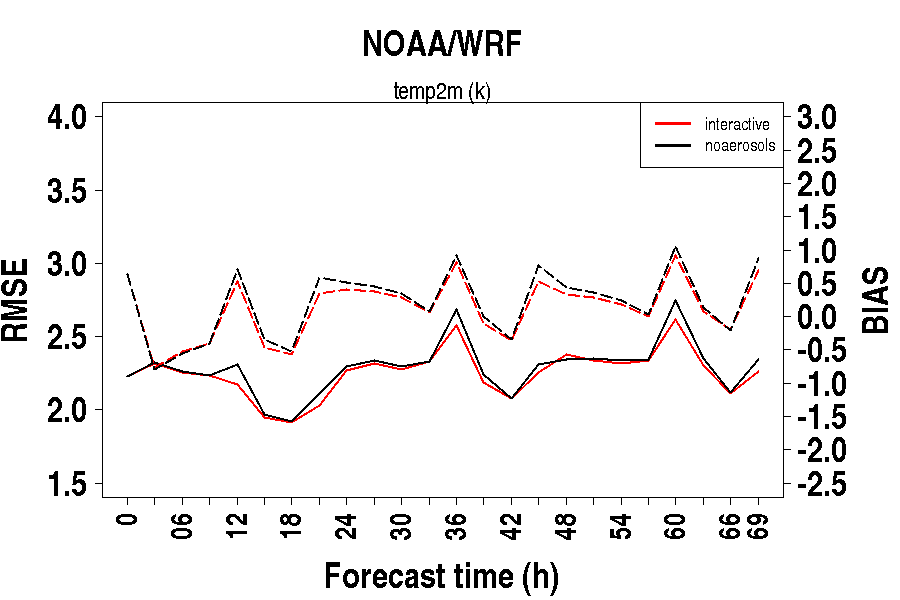 NOAA/WRF
temp2m (k)
interactive
noaerosols
RMSE
4.0
3.5
3.0
2.5
2.0
1.5
BIAS
3.0
2.5
2.0
1.5
1.0
0.5
0.0
-0.5
-1.0
-1.5
-2.0
-2.5
0 06 12 18 24 30 36 42 48 54 60 66 69
Forecast time (h)